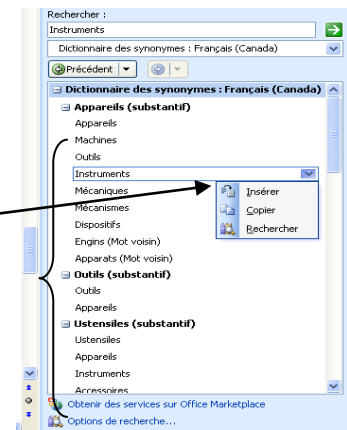 Rechercher :
Instruments
Dictionnaire des synonymes : Français (Canada)
Précédent
Dictionnaire des synonymes : Français (Canada)
Appareils (substantif)
Appareils
Machines
Outils
Instruments
Mécaniques
Insérer
Mécanismes
Copier
Dispositifs
Rechercher
Engins (Mot voisin)
Apparats (Mot voisin)
Outils (substantif)
Outils
Appareils
Ustensiles (substantif)
Ustensiles
Appareils
Instruments
Accessoires
Obtenir des services sur Office Marketplace
Options de recherche...